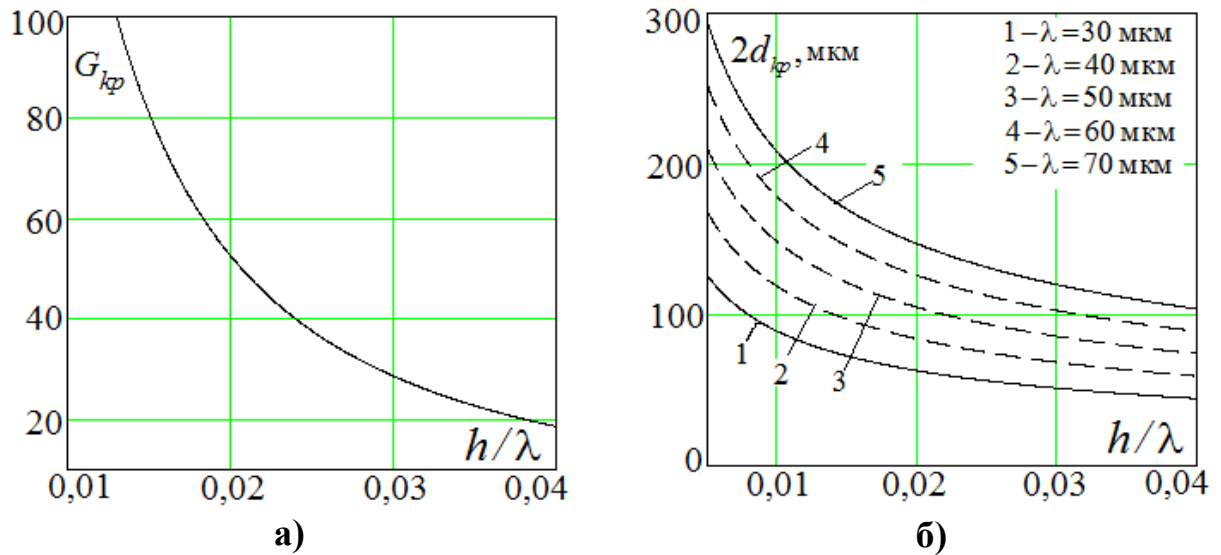 100
G_kp
80
60
40
20
h/λ
0,01
0,02
0,03
0,04
а)
300
2d_kp, мкм
1–λ=30 мкм
2–λ=40 мкм
3–λ=50 мкм
4–λ=60 мкм
5–λ=70 мкм
4
5
200
100
1
2
3
h/λ
0
0,01
0,02
0,03
0,04
б)